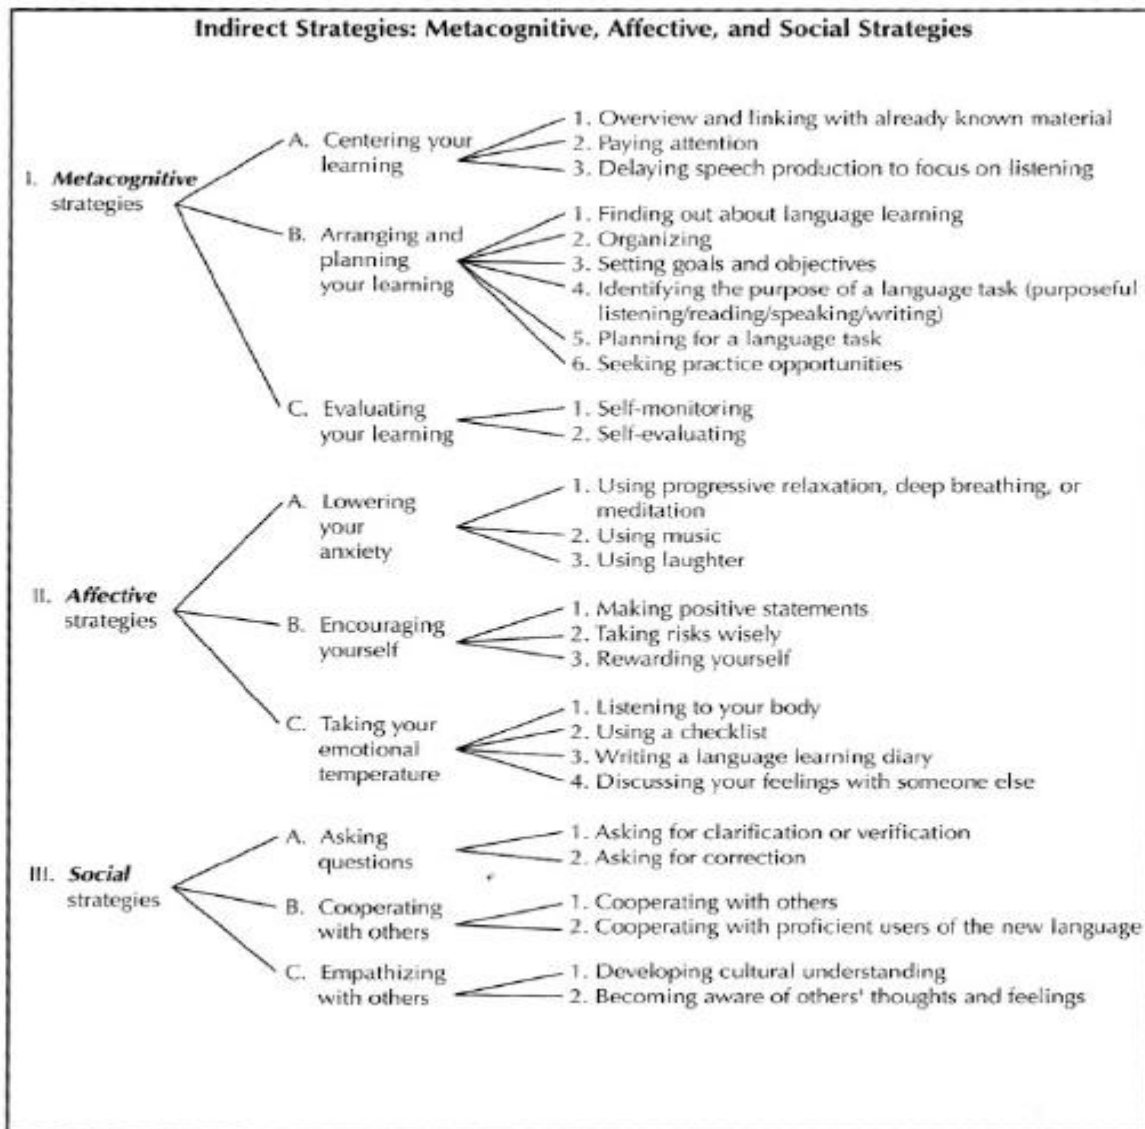 Indirect Strategies: Metacognitive, Affective, and Social Strategies
I. Metacognitive
strategies
A. Centering your
learning
1. Overview and linking with already known material
2. Paying attention
3. Delaying speech production to focus on listening
B. Arranging and
planning
your learning
1. Finding out about language learning
2. Organizing
3. Setting goals and objectives
4. Identifying the purpose of a language task (purposeful
listening/reading/speaking/writing)
5. Planning for a language task
6. Seeking practice opportunities
C. Evaluating
your learning
1. Self-monitoring
2. Self-evaluating
II. Affective
strategies
A. Lowering
your
anxiety
1. Using progressive relaxation, deep breathing, or
meditation
2. Using music
3. Using laughter
B. Encouraging
yourself
1. Making positive statements
2. Taking risks wisely
3. Rewarding yourself
C. Taking your
emotional
temperature
1. Listening to your body
2. Using a checklist
3. Writing a language learning diary
4. Discussing your feelings with someone else
III. Social
strategies
A. Asking
questions
1. Asking for clarification or verification
2. Asking for correction
B. Cooperating
with others
1. Cooperating with others
2. Cooperating with proficient users of the new language
C. Empathizing
with others
1. Developing cultural understanding
2. Becoming aware of others' thoughts and feelings